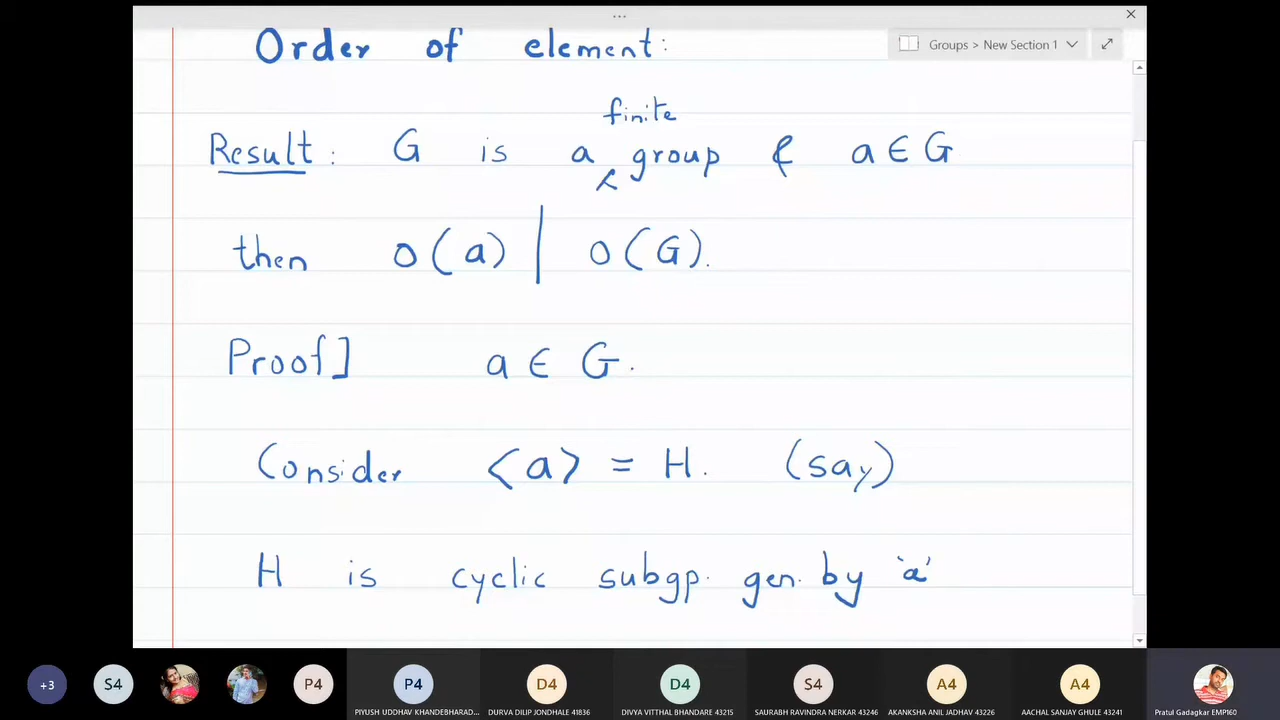 Groups > New Section 1
Order of element:
finite
Result: G is a group & a ∈ G
then o(a) | o(G).
Proof] a ∈ G.
Consider <a> = H. (say)
H is cyclic subgp. gen. by 'a'
+3 S4 P4 P4 D4 D4 S4 A4 A4
PIYUSH UDDHAV KHANDEBHARAD... DURVA DILIP JONDHALE 41836 DIVYA VITTHAL BHANDARE 43215 SAURABH RAVINDRA NERKAR 43246 AKANKSHA ANIL JADHAV 43226 AACHAL SANJAY GHULE 43241 Pratul Gadagkar EMP160